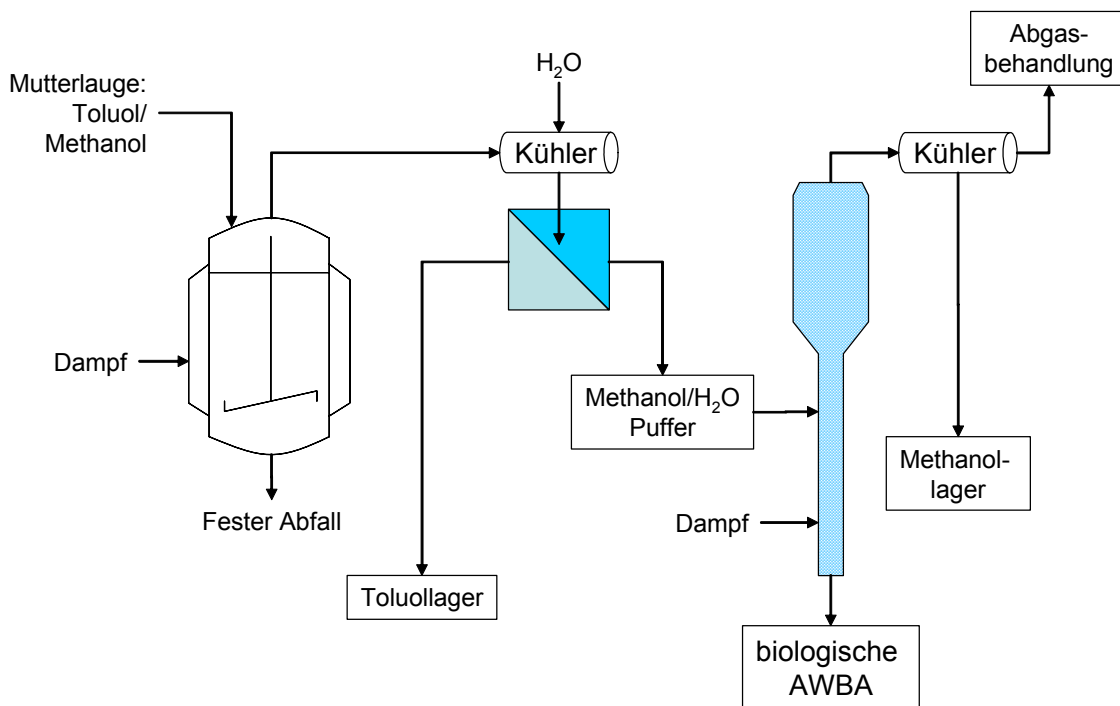 Abgas-
behandlung
H₂O
Mutterlauge:
Toluol/
Methanol
Kühler
Kühler
Dampf
Methanol/H₂O
Puffer
Methanol-
lager
Fester Abfall
Dampf
Toluollager
biologische
AWBA